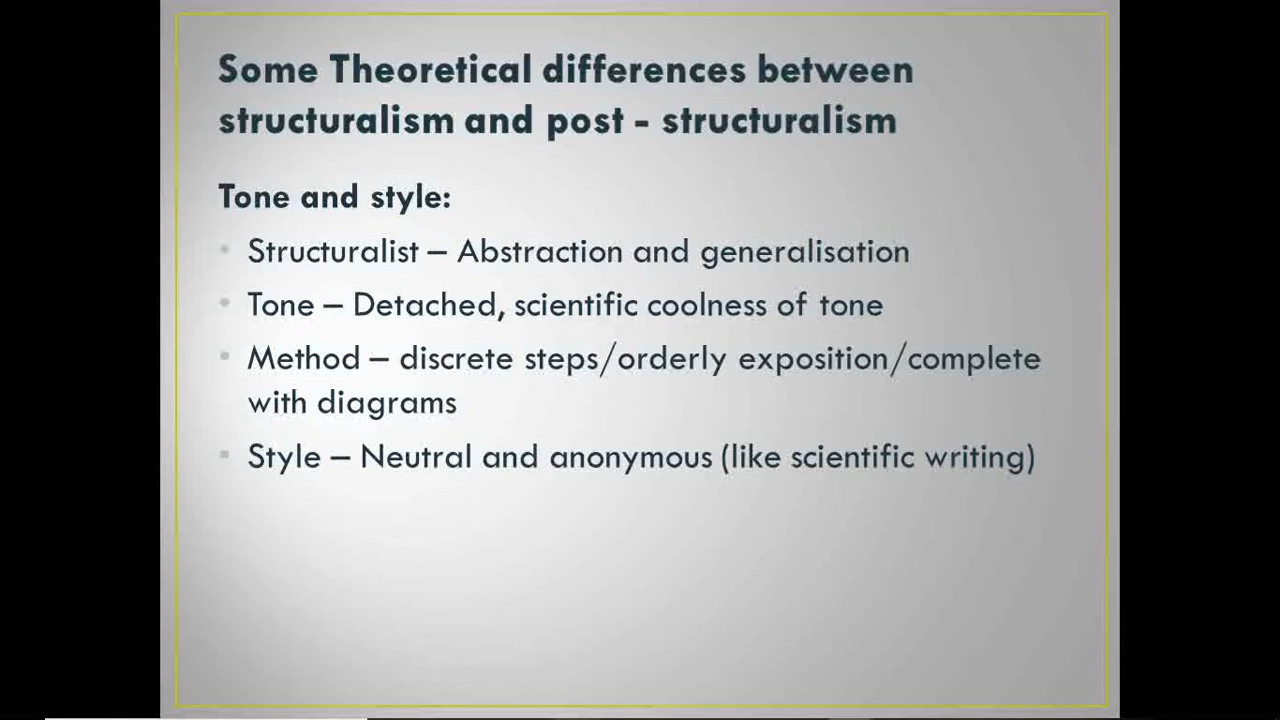 Some Theoretical differences between
structuralism and post - structuralism
Tone and style:
Structuralist – Abstraction and generalisation
Tone – Detached, scientific coolness of tone
Method – discrete steps/orderly exposition/complete
with diagrams
Style – Neutral and anonymous (like scientific writing)